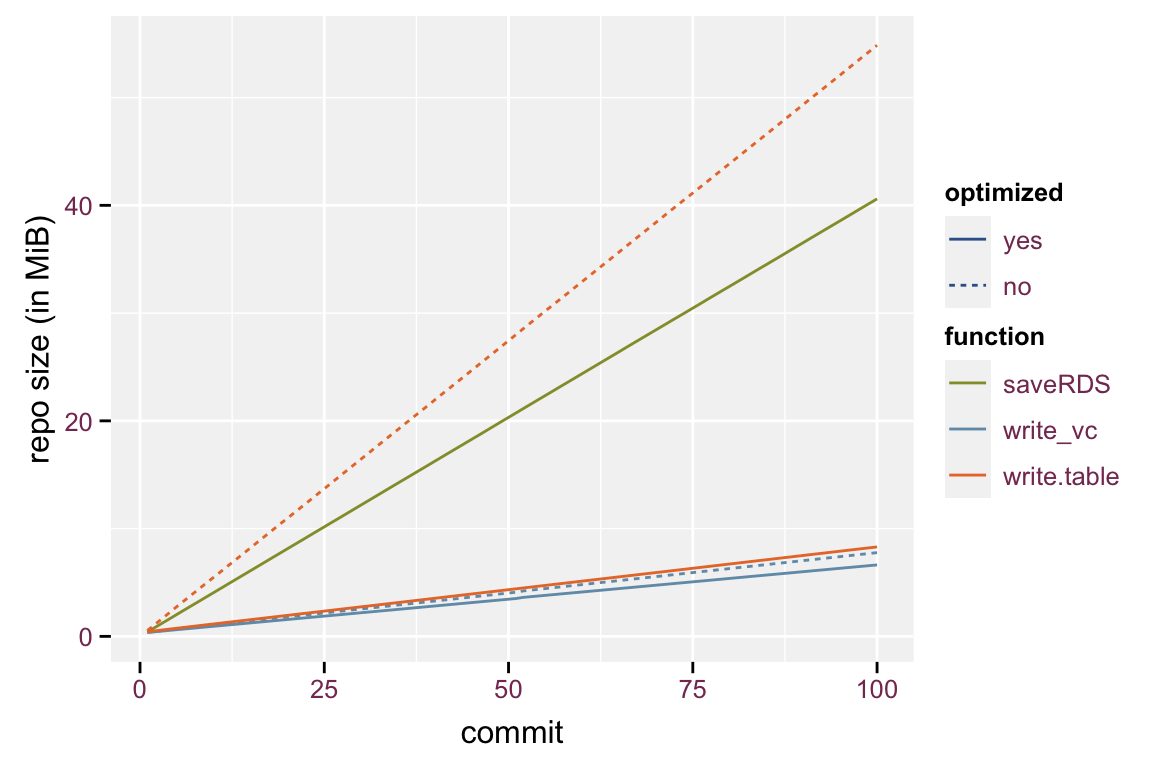 repo size (in MiB)
40
20
0
0 25 50 75 100
commit
optimized
yes
no
function
saveRDS
write_vc
write.table